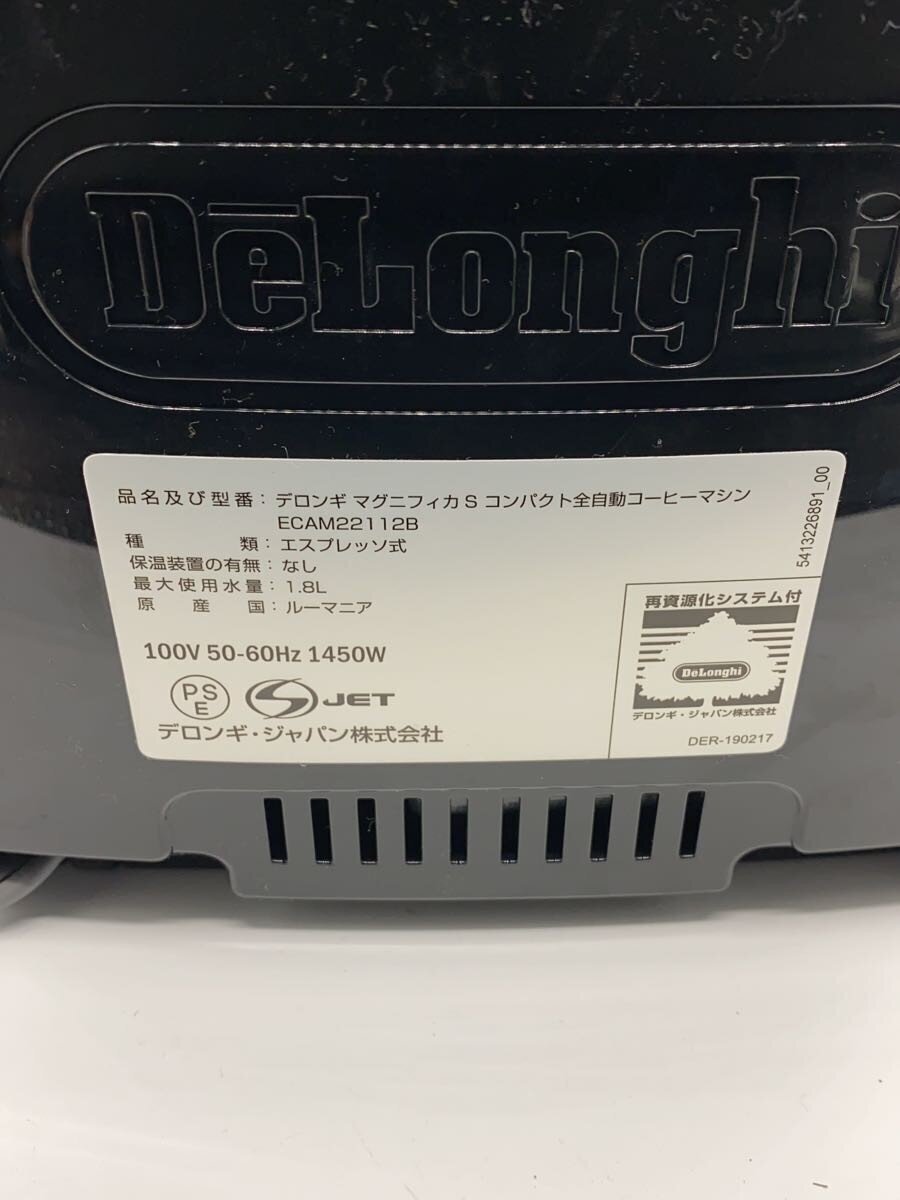 DēLonghi
品名及び型番：デロンギ マグニフィカ S コンパクト全自動コーヒーマシン
ECAM22112B
種類：エスプレッソ式
保温装置の有無：なし
最大使用水量：1.8L
原産国：ルーマニア
100V 50-60Hz 1450W
PS
E
JET
デロンギ・ジャパン株式会社
5413226891_00
再資源化システム付
DeLonghi
デロンギ・ジャパン株式会社
DER-190217